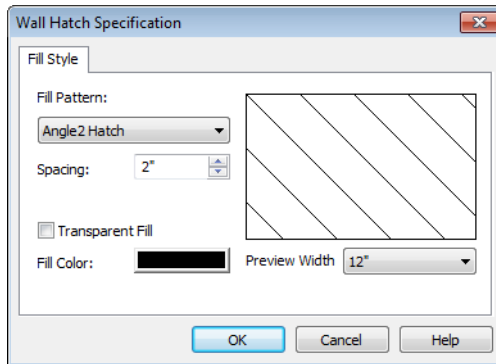 Wall Hatch Specification
Fill Style
Fill Pattern:
Angle2 Hatch
Spacing: 2"
Transparent Fill
Fill Color:
Preview Width 12"
OK Cancel Help